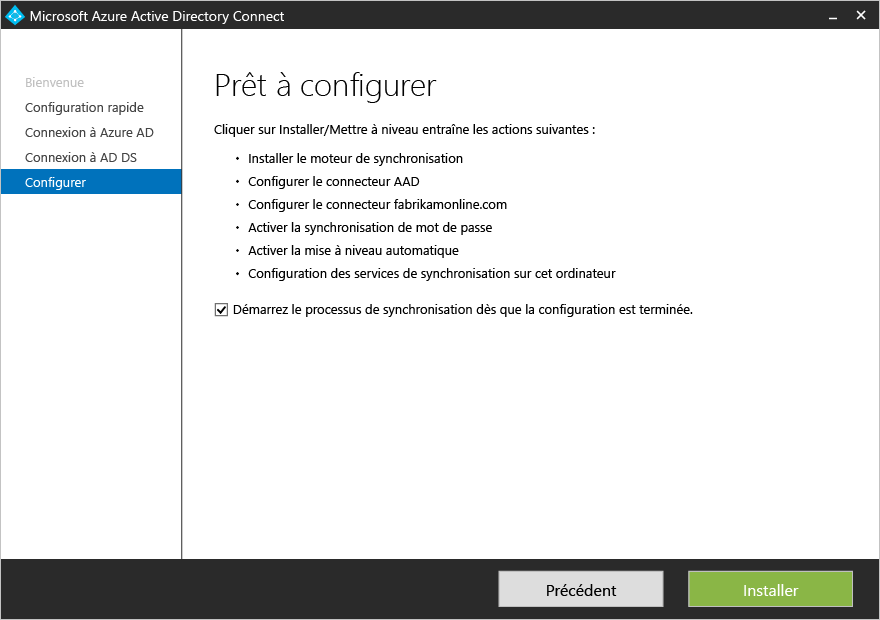 Microsoft Azure Active Directory Connect
Bienvenue
Configuration rapide
Connexion à Azure AD
Connexion à AD DS
Configurer
Prêt à configurer
Cliquer sur Installer/Mettre à niveau entraîne les actions suivantes :
• Installer le moteur de synchronisation
• Configurer le connecteur AAD
• Configurer le connecteur fabrikamonline.com
• Activer la synchronisation de mot de passe
• Activer la mise à niveau automatique
• Configuration des services de synchronisation sur cet ordinateur
Démarrez le processus de synchronisation dès que la configuration est terminée.
Précédent
Installer